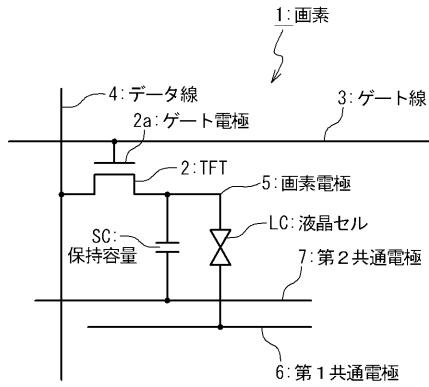 1:画素
4:データ線
3:ゲート線
2a:ゲート電極
2:TFT
5:画素電極
SC:
保持容量
LC:液晶セル
7:第2共通電極
6:第1共通電極